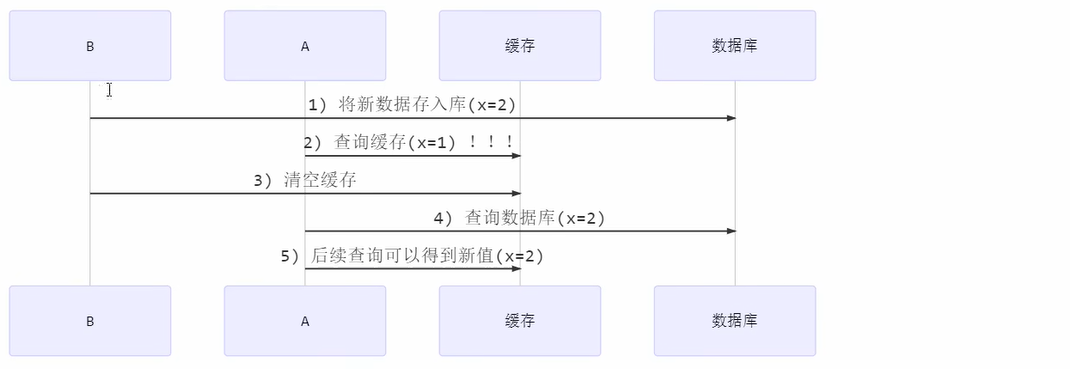 B
A
缓存
数据库
1) 将新数据存入库(x=2)
2) 查询缓存(x=1) ！！！
3) 清空缓存
4) 查询数据库(x=2)
5) 后续查询可以得到新值(x=2)
B
A
缓存
数据库